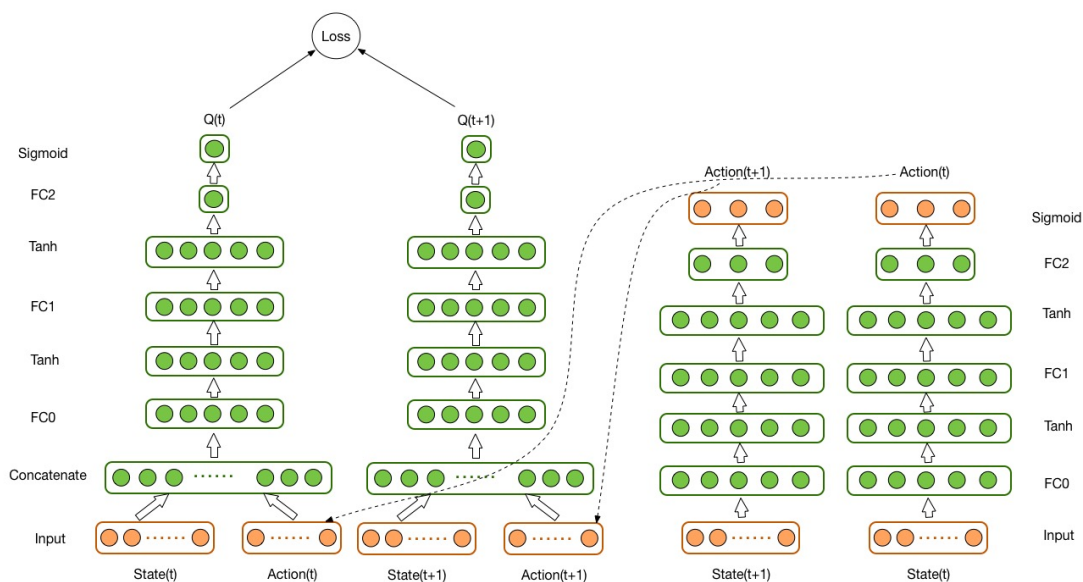 Loss
Q(t)
Q(t+1)
Sigmoid
FC2
Tanh
FC1
Tanh
FC0
Concatenate
Input
State(t)
Action(t)
State(t+1)
Action(t+1)
Action(t+1)
Action(t)
Sigmoid
FC2
Tanh
FC1
Tanh
FC0
Input
State(t+1)
State(t)